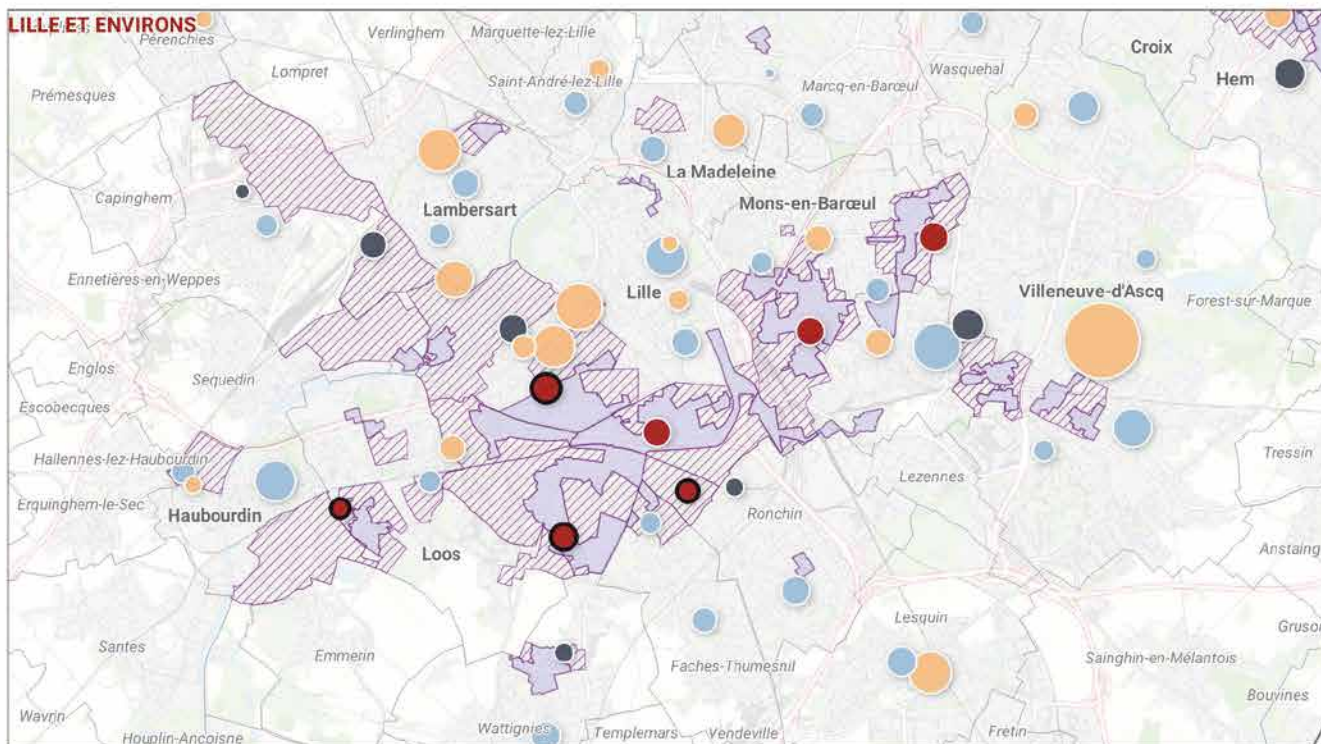 LILLE ET ENVIRONS
Pérenchies
Verlinghem
Marquette-lez-Lille
Croix
Lompret
Saint-André-lez-Lille
Wasquehal
Hem
Prémesques
Marcq-en-Barœul
La Madeleine
Capinghem
Lambersart
Mons-en-Barœul
Ennetières-en-Weppes
Lille
Villeneuve-d'Ascq
Forest-sur-Marque
Englos
Sequedin
Escobecques
Hallennes-lez-Haubourdin
Tressin
Lezennes
Erquinghem-le-Sec
Haubourdin
Ronchin
Loos
Anstaing
Lesquin
Gruson
Santes
Emmerin
Faches-Thumesnil
Sainghin-en-Mélantois
Bouvines
Wavrin
Wattignies
Templemars
Vendeville
Fretin
Houplin-Ancoisne